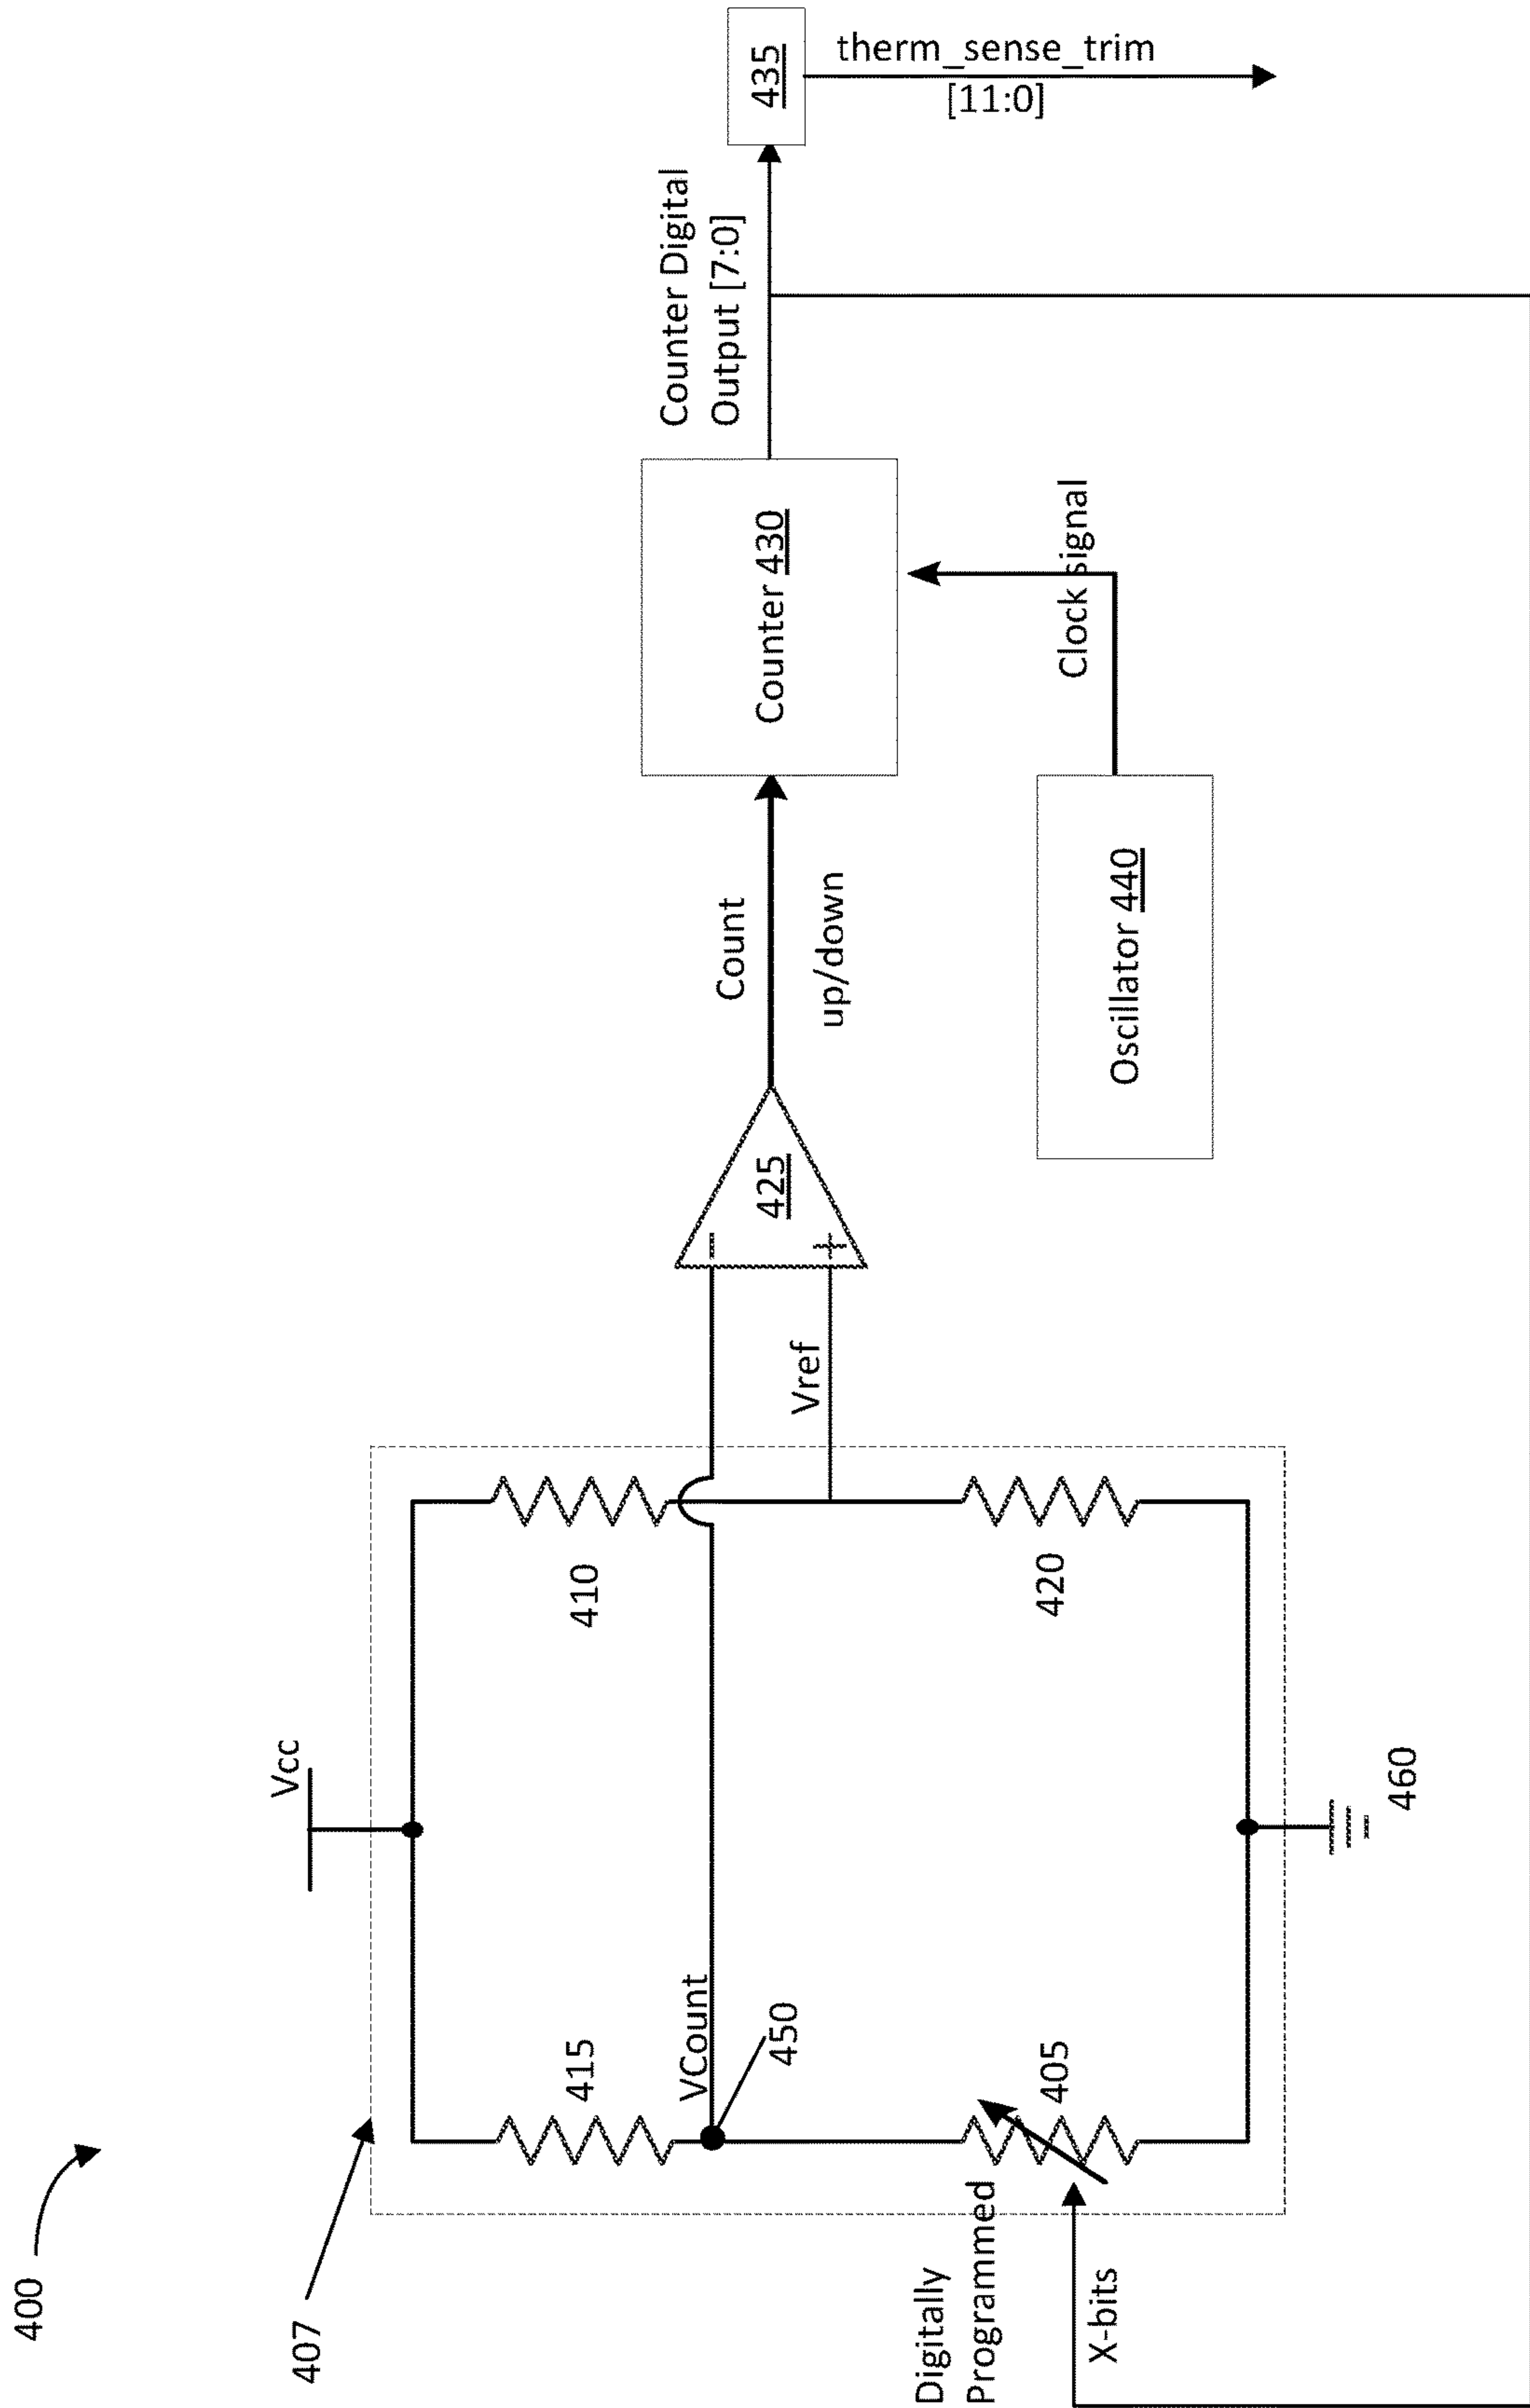 400
407
Vcc
415
VCount
450
410
Vref
420
405
Digitally
Programmed
X-bits
460
425
−
+
Count
up/down
Counter 430
Oscillator 440
Clock signal
Counter Digital
Output [7:0]
435
therm_sense_trim
[11:0]